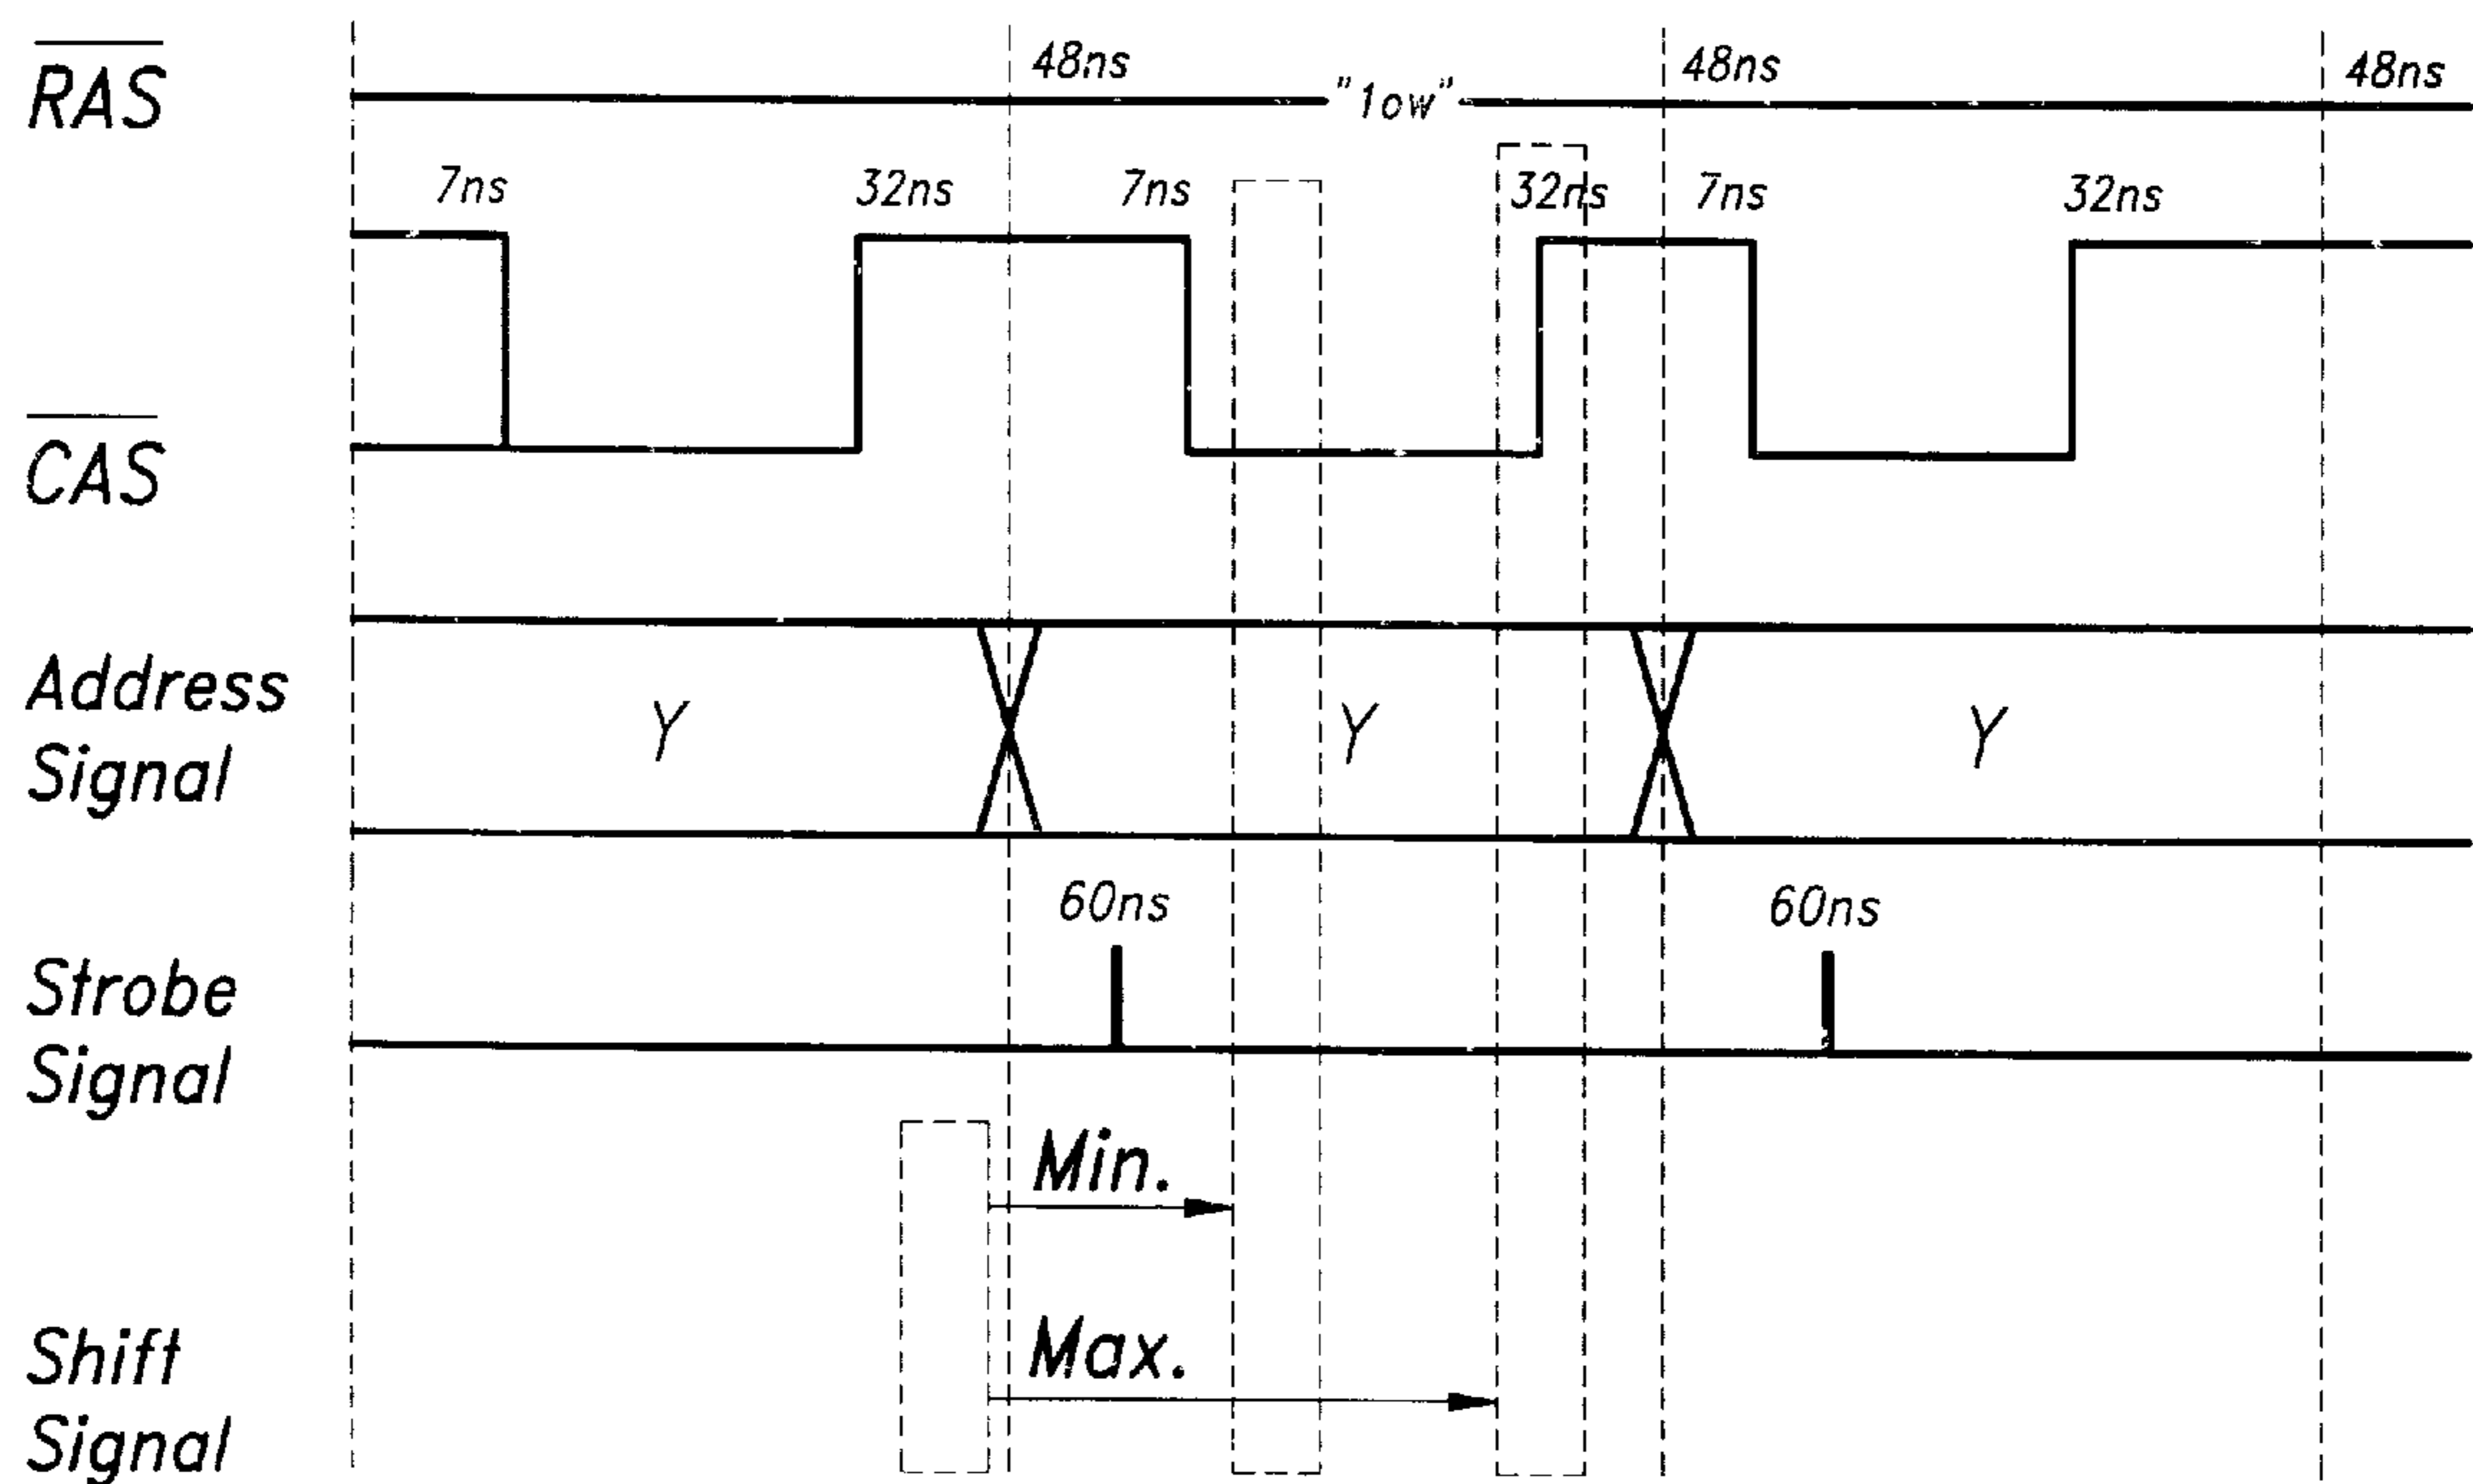 RAS
48ns
"low"
48ns
48ns
7ns
32ns
7ns
32ns
7ns
32ns
CAS
Address
Signal
Y
Y
Y
60ns
60ns
Strobe
Signal
Min.
Max.
Shift
Signal